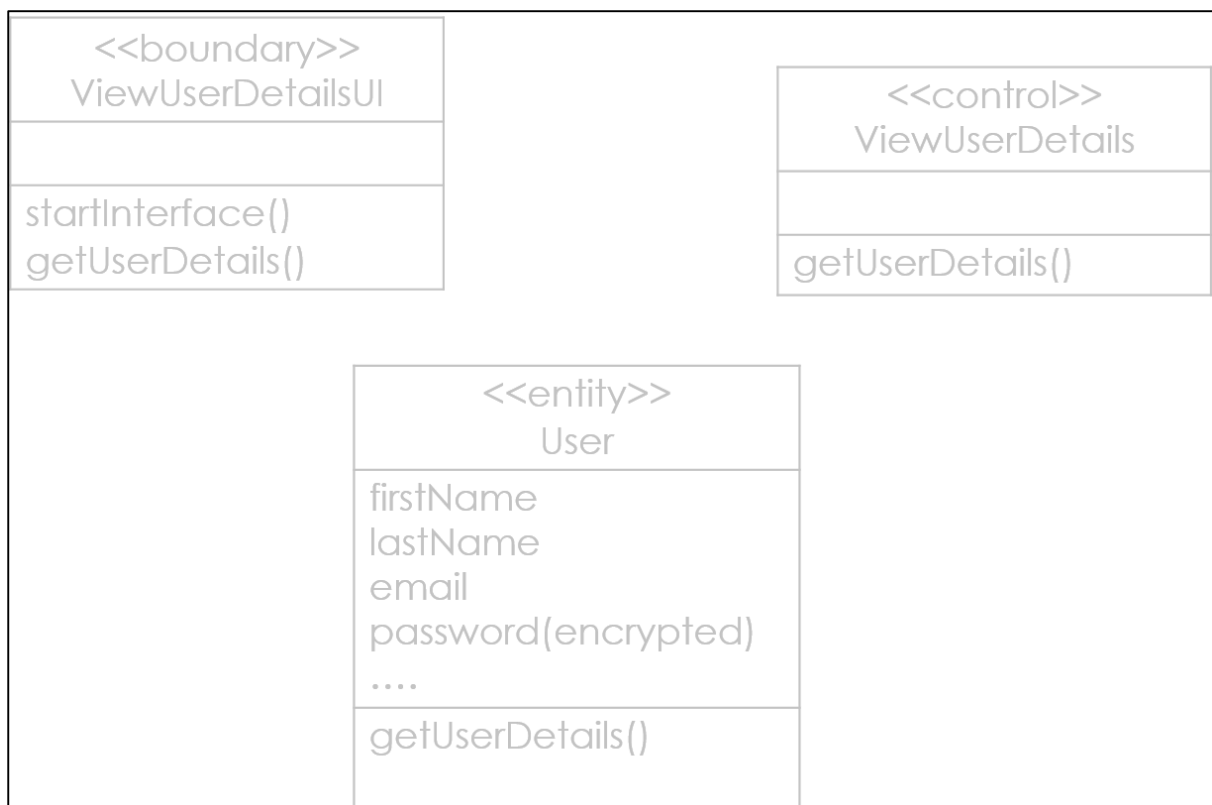 <<boundary>>
ViewUserDetailsUI
startInterface()
getUserDetails()
<<control>>
ViewUserDetails
getUserDetails()
<<entity>>
User
firstName
lastName
email
password(encrypted)
....
getUserDetails()